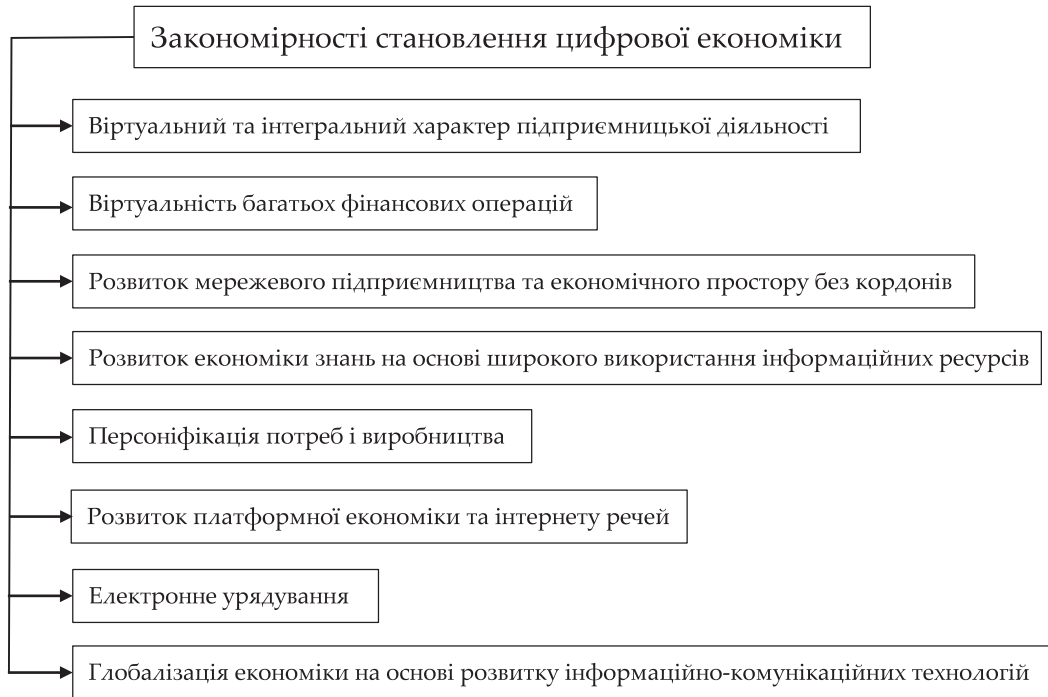 Закономірності становлення цифрової економіки
Віртуальний та інтегральний характер підприємницької діяльності
Віртуальність багатьох фінансових операцій
Розвиток мережевого підприємництва та економічного простору без кордонів
Розвиток економіки знань на основі широкого використання інформаційних ресурсів
Персоніфікація потреб і виробництва
Розвиток платформної економіки та інтернету речей
Електронне урядування
Глобалізація економіки на основі розвитку інформаційно-комунікаційних технологій